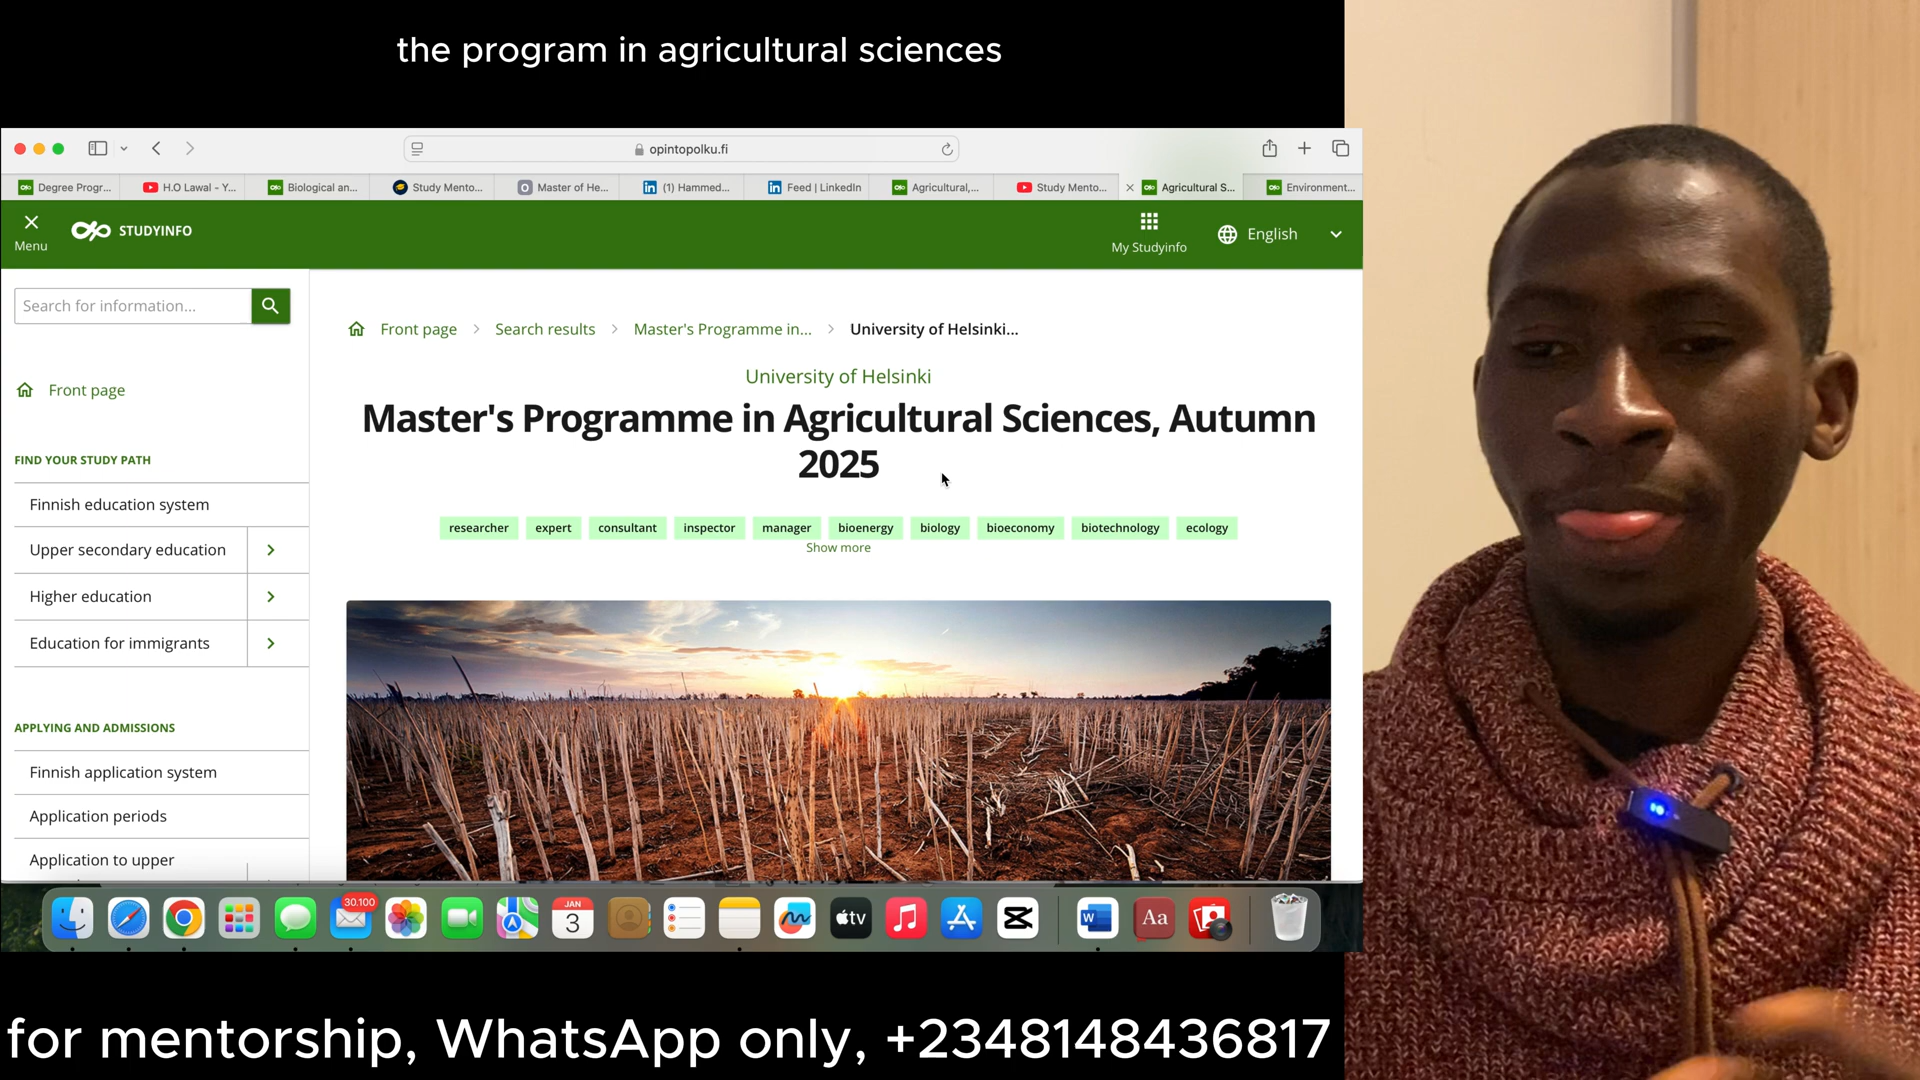 the program in agricultural sciences
opintopolku.fi
Degree Progr...
H.O Lawal - Y...
Biological an...
Study Mento...
Master of He...
(1) Hammed...
Feed | LinkedIn
Agricultural,...
Study Mento...
Agricultural S...
Environment...
Menu
STUDYINFO
My Studyinfo
English
Search for information...
Front page
Search results
Master's Programme in...
University of Helsinki...
University of Helsinki
Master's Programme in Agricultural Sciences, Autumn
2025
researcher
expert
consultant
inspector
manager
bioenergy
biology
bioeconomy
biotechnology
ecology
Show more
Front page
FIND YOUR STUDY PATH
Finnish education system
Upper secondary education
Higher education
Education for immigrants
APPLYING AND ADMISSIONS
Finnish application system
Application periods
Application to upper
30.100
JAN
3
tv
W
Aa
for mentorship, WhatsApp only, +2348148436817